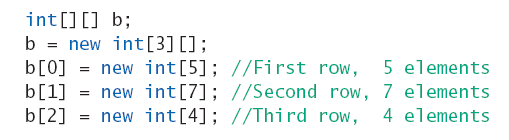 int[][] b;
b = new int[3][];
b[0] = new int[5]; //First row,  5 elements
b[1] = new int[7]; //Second row, 7 elements
b[2] = new int[4]; //Third row,  4 elements